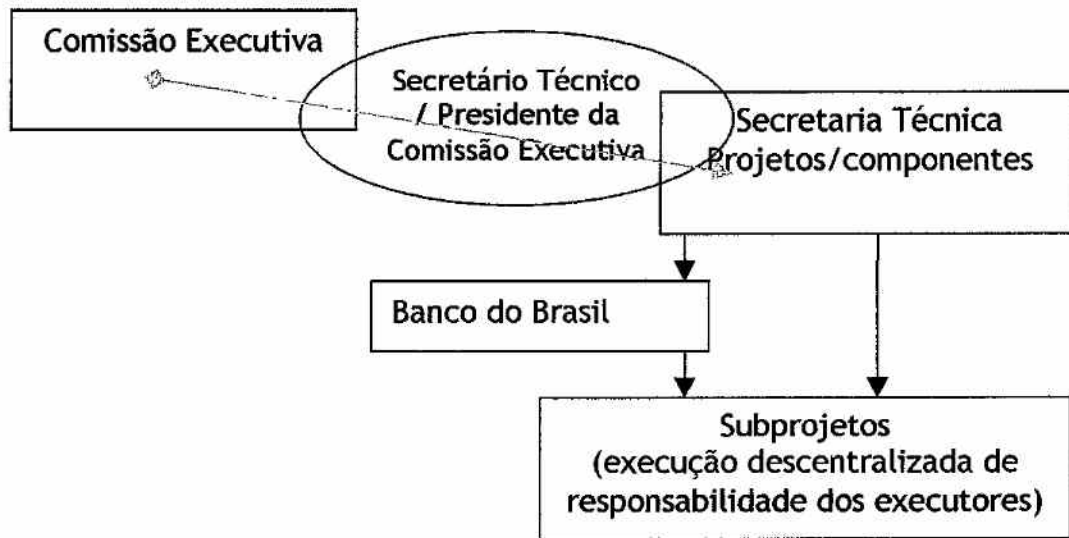 Comissão Executiva
Secretário Técnico
/ Presidente da
Comissão Executiva
Secretaria Técnica
Projetos/componentes
Banco do Brasil
Subprojetos
(execução descentralizada de
responsabilidade dos executores)